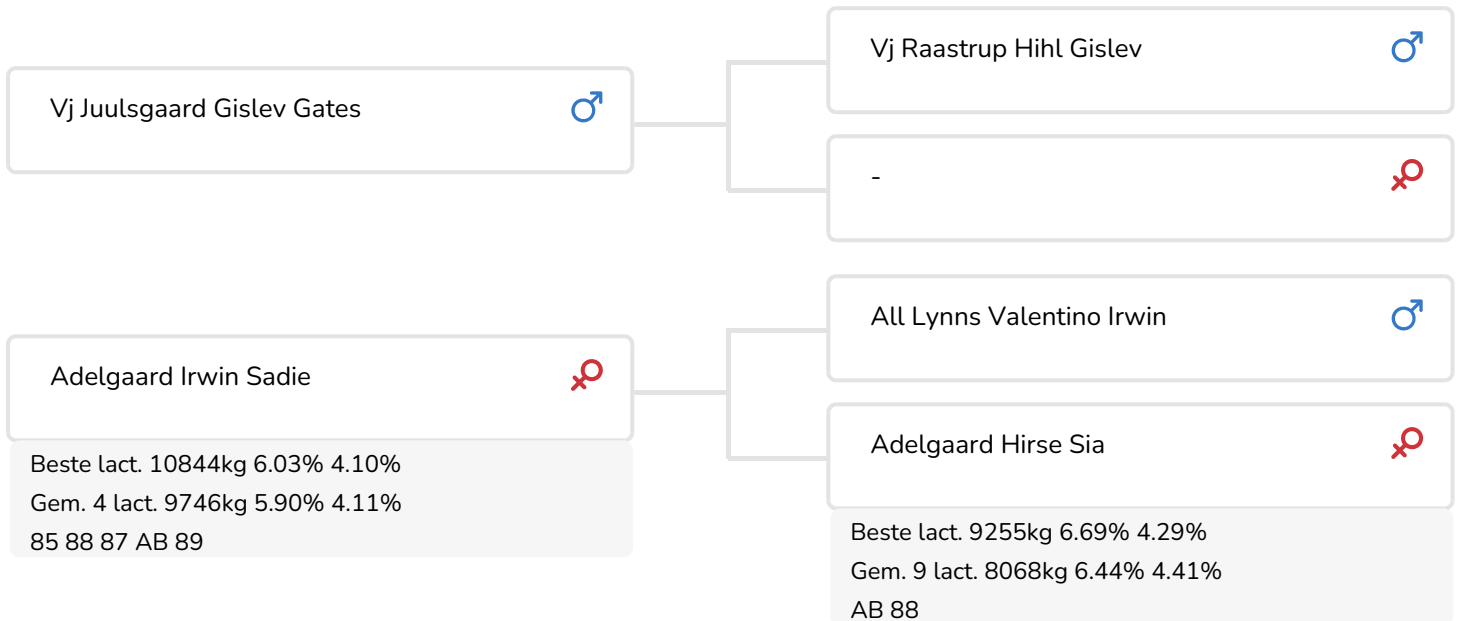 Vj Juulsgaard Gislev Gates
Vj Raastrup Hihl Gislev
-
Adelgaard Irwin Sadie
Beste lact. 10844kg 6.03% 4.10%
Gem. 4 lact. 9746kg 5.90% 4.11%
85 88 87 AB 89
All Lynns Valentino Irwin
Adelgaard Hirse Sia
Beste lact. 9255kg 6.69% 4.29%
Gem. 9 lact. 8068kg 6.44% 4.41%
AB 88